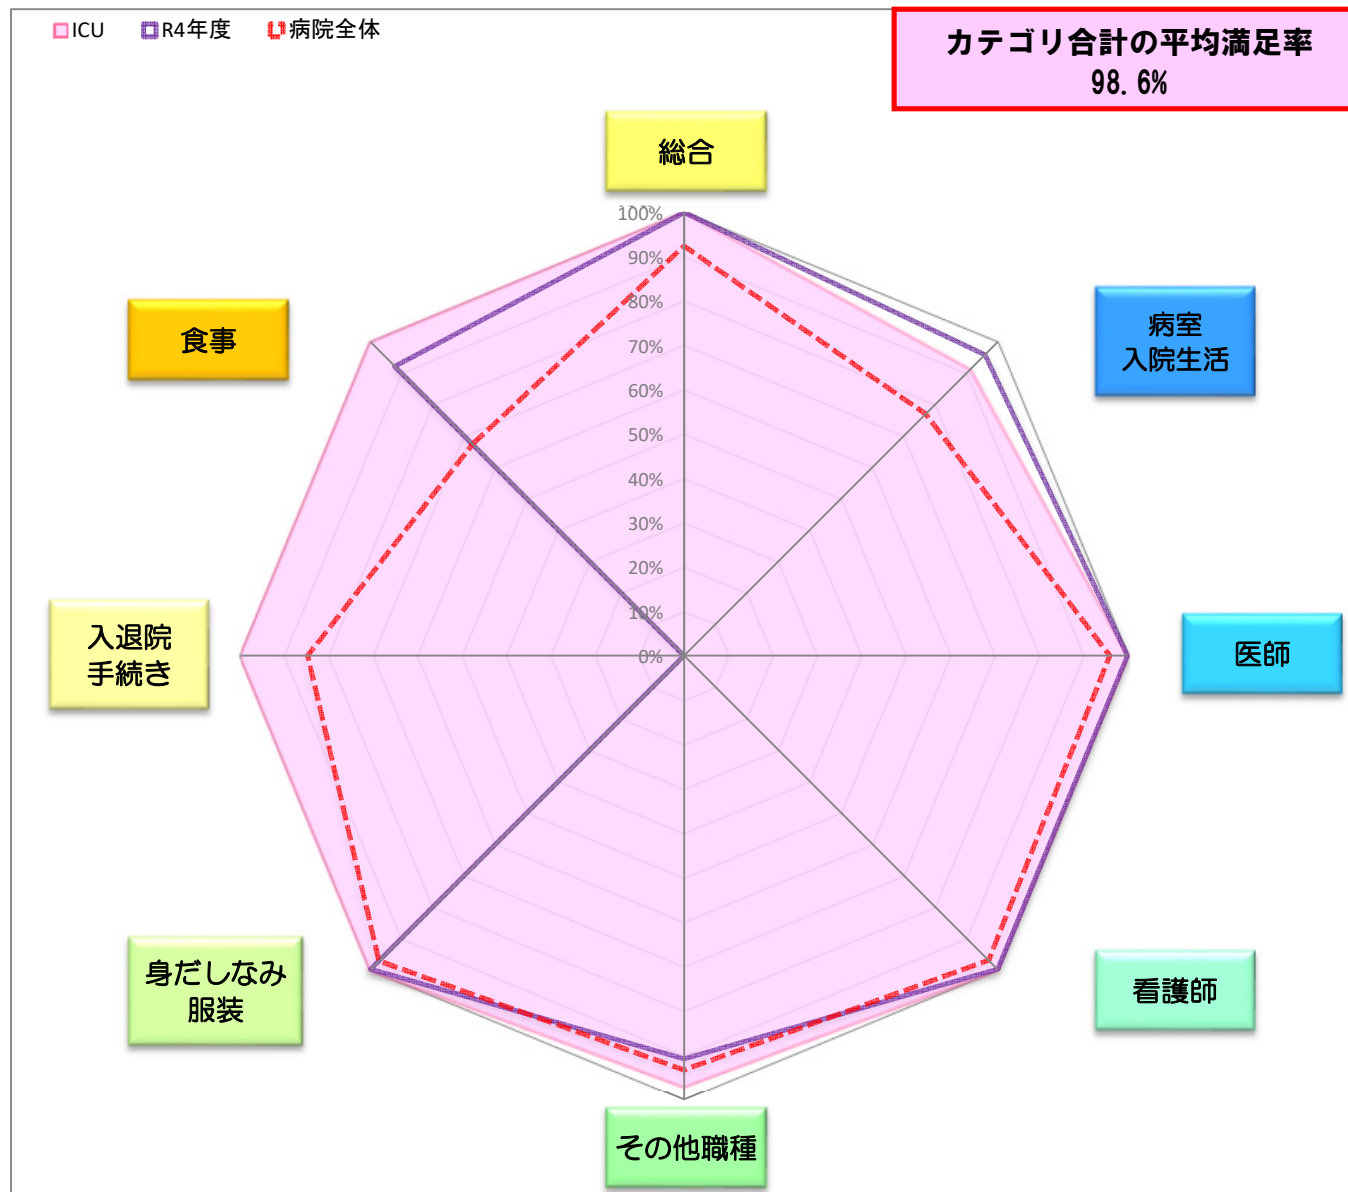 ICU R4年度 病院全体
カテゴリ合計の平均満足率
98.6%
総合
100%
90%
80%
70%
60%
50%
40%
30%
20%
10%
0%
病室
入院生活
医師
看護師
その他職種
身だしなみ
服装
入退院
手続き
食事